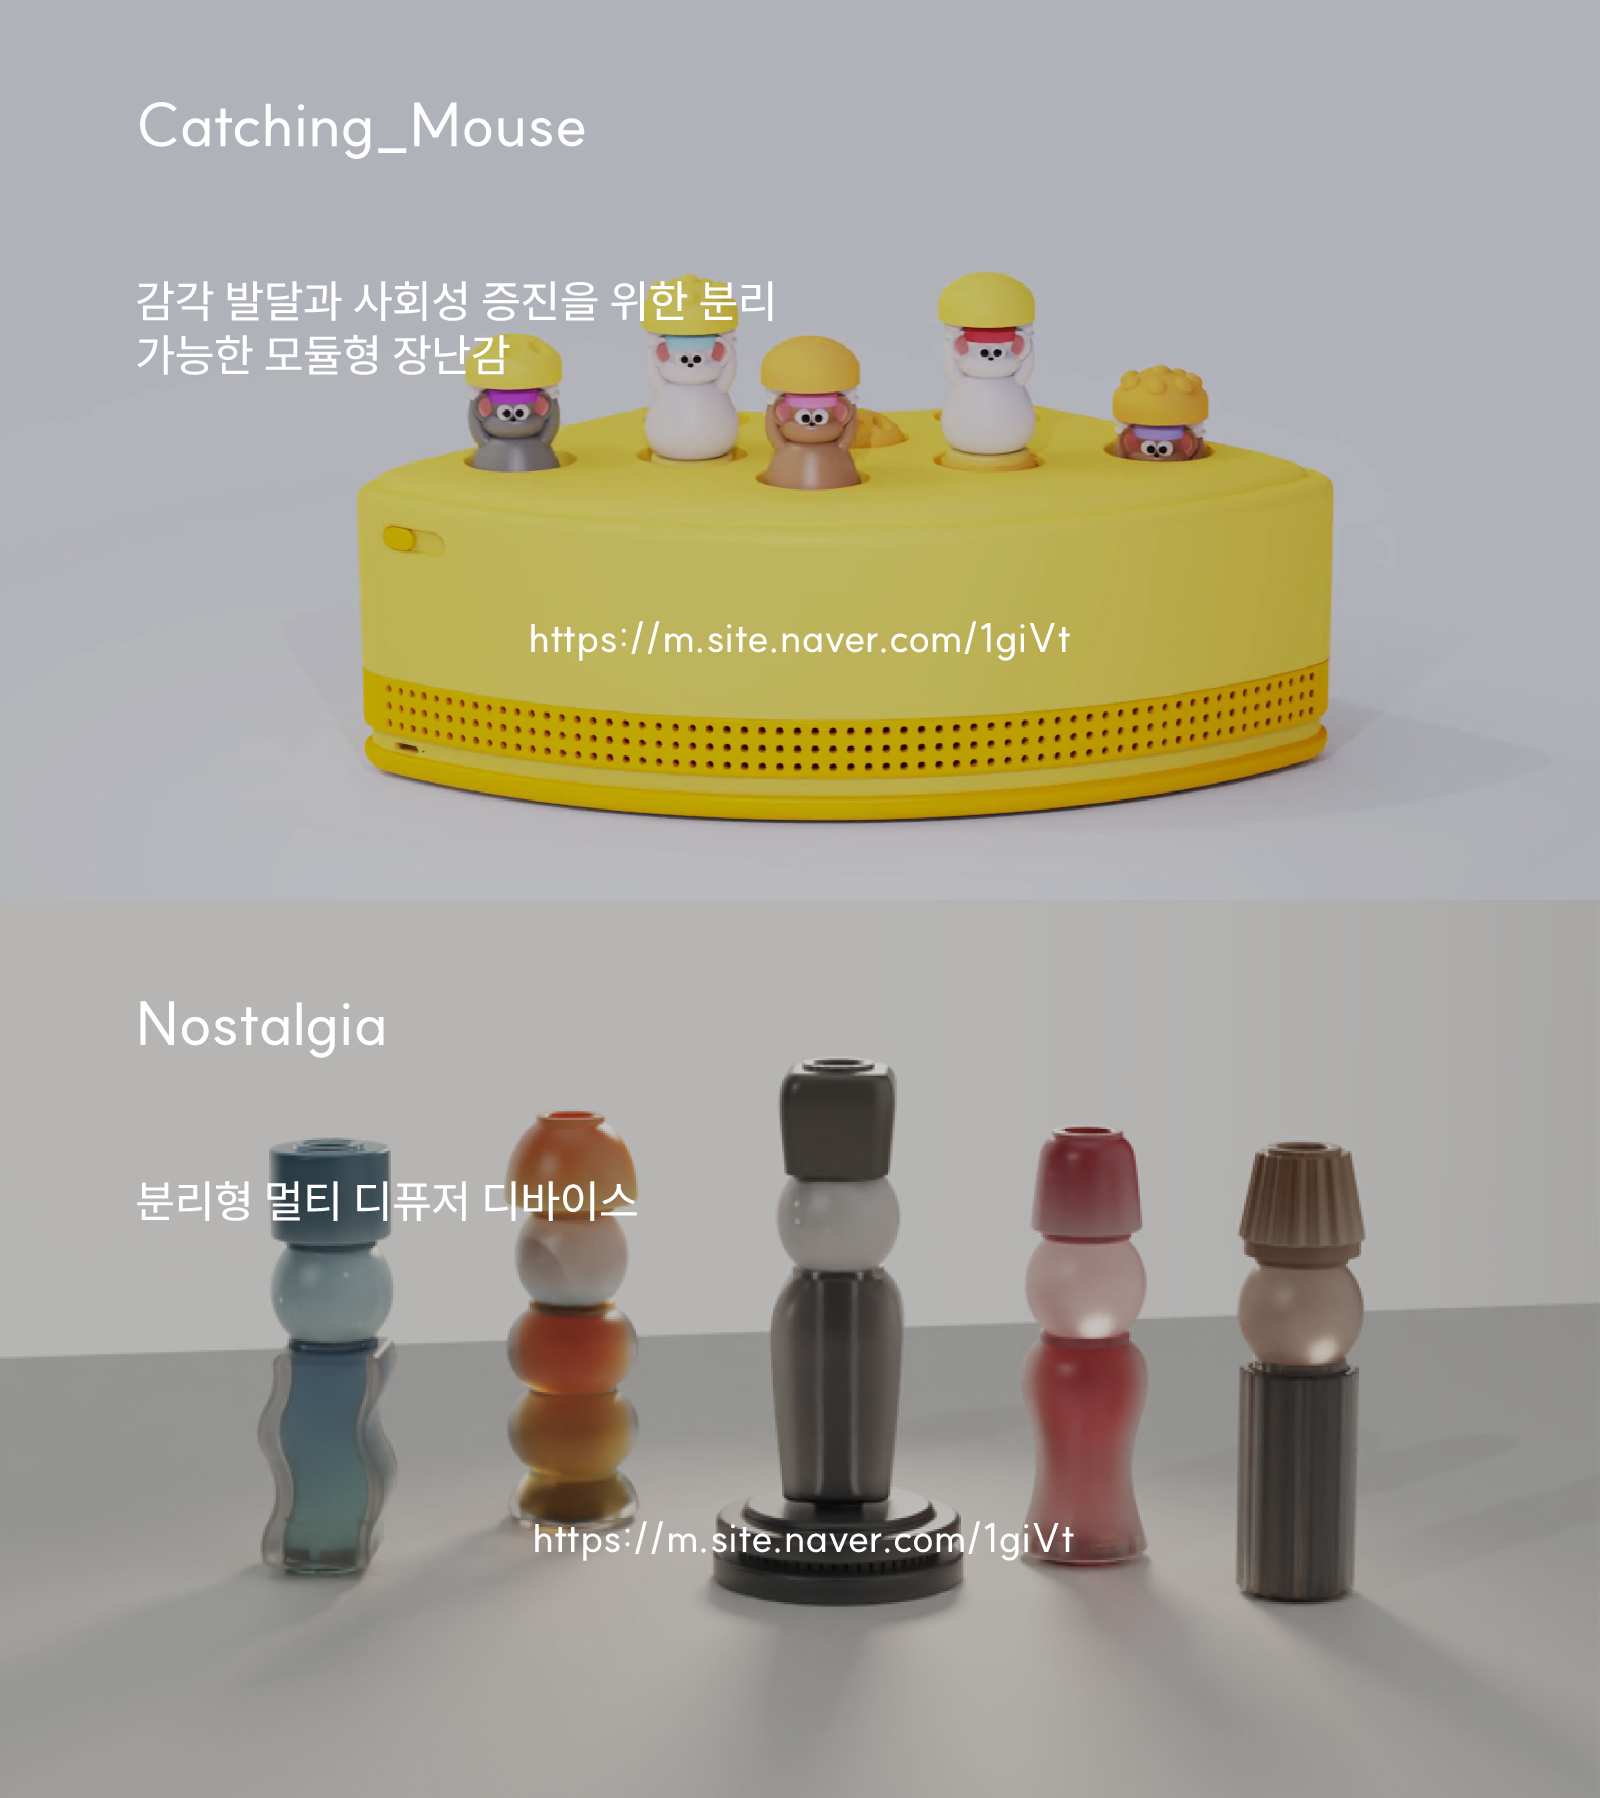 Catching_Mouse
감각 발달과 사회성 증진을 위한 분리
가능한 모듈형 장난감
https://m.site.naver.com/1giVt
Nostalgia
분리형 멀티 디퓨저 디바이스
https://m.site.naver.com/1giVt